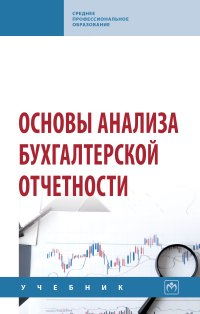 СРЕДНЕЕ
ПРОФЕССИОНАЛЬНОЕ
ОБРАЗОВАНИЕ
ОСНОВЫ АНАЛИЗА
БУХГАЛТЕРСКОЙ
ОТЧЕТНОСТИ
УЧЕБНИК